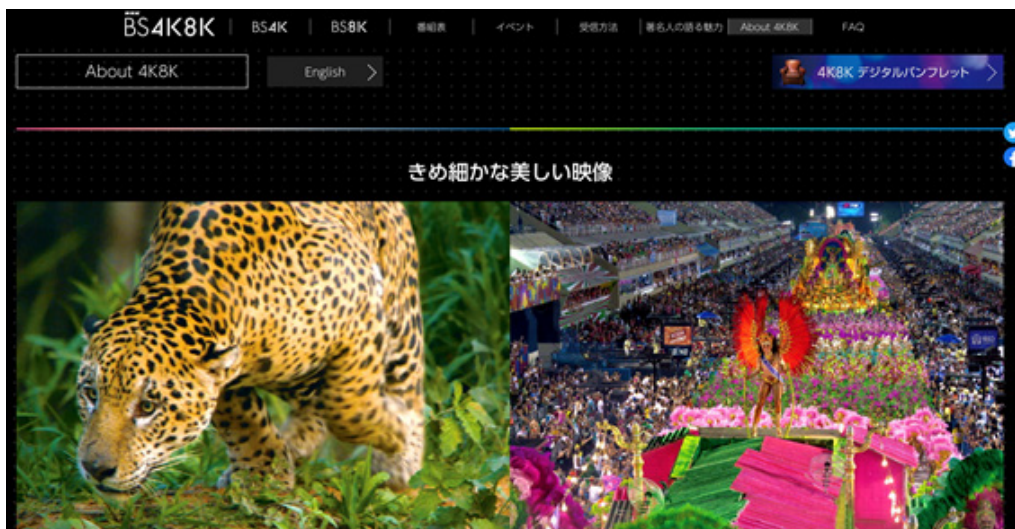 BS4K8K
BS4K
BS8K
番組表
イベント
受信方法
著名人の語る魅力
About 4K8K
FAQ
About 4K8K
English
4K8K デジタルパンフレット
きめ細かな美しい映像